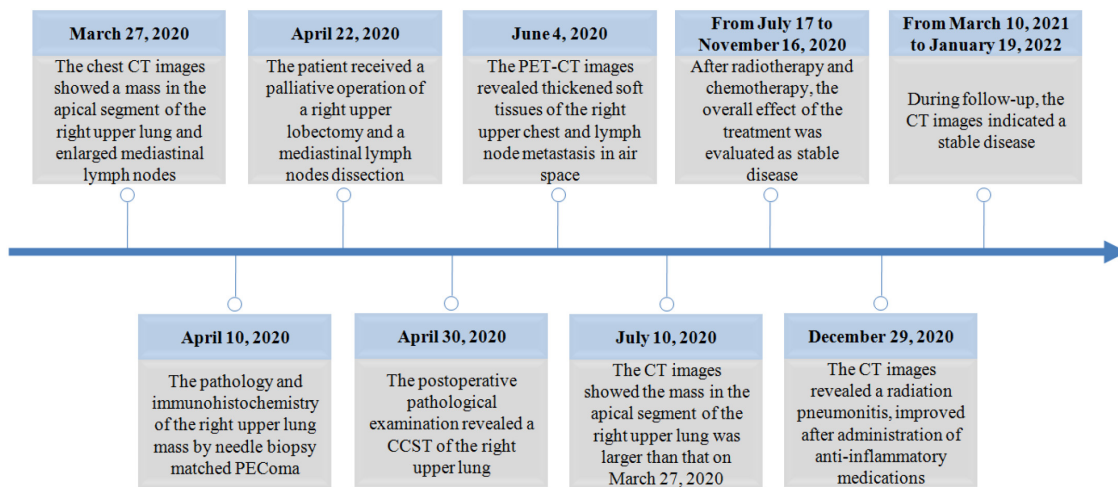 March 27, 2020
The chest CT images
showed a mass in the
apical segment of the
right upper lung and
enlarged mediastinal
lymph nodes
April 10, 2020
The pathology and
immunohistochemistry
of the right upper lung
mass by needle biopsy
matched PEComa
April 22, 2020
The patient received a
palliative operation of
a right upper
lobectomy and a
mediastinal lymph
nodes dissection
April 30, 2020
The postoperative
pathological
examination revealed a
CCST of the right
upper lung
June 4, 2020
The PET-CT images
revealed thickened soft
tissues of the right
upper chest and lymph
node metastasis in air
space
July 10, 2020
The CT images
showed the mass in the
apical segment of the
right upper lung was
larger than that on
March 27, 2020
From July 17 to
November 16, 2020
After radiotherapy and
chemotherapy, the
overall effect of the
treatment was
evaluated as stable
disease
December 29, 2020
The CT images
revealed a radiation
pneumonitis, improved
after administration of
anti-inflammatory
medications
From March 10, 2021
to January 19, 2022
During follow-up, the
CT images indicated a
stable disease